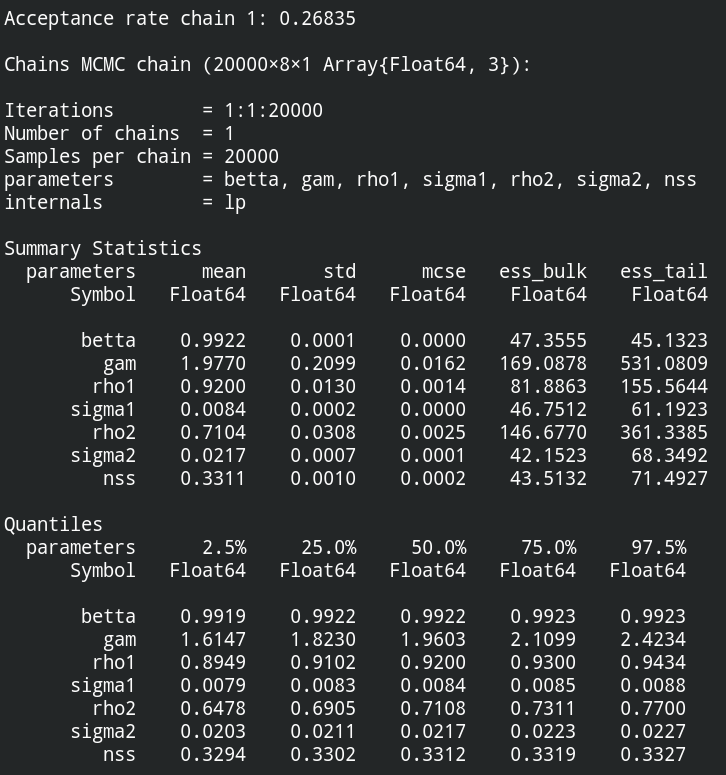 Acceptance rate chain 1: 0.26835
Chains MCMC chain (20000×8×1 Array{Float64, 3}):
Iterations        = 1:1:20000
Number of chains  = 1
Samples per chain = 20000
parameters        = betta, gam, rho1, sigma1, rho2, sigma2, nss
internals         = lp
Summary Statistics
  parameters      mean       std      mcse   ess_bulk   ess_tail
      Symbol   Float64   Float64   Float64    Float64    Float64
       betta    0.9922    0.0001    0.0000    47.3555    45.1323
         gam    1.9770    0.2099    0.0162   169.0878   531.0809
        rho1    0.9200    0.0130    0.0014    81.8863   155.5644
      sigma1    0.0084    0.0002    0.0000    46.7512    61.1923
        rho2    0.7104    0.0308    0.0025   146.6770   361.3385
      sigma2    0.0217    0.0007    0.0001    42.1523    68.3492
         nss    0.3311    0.0010    0.0002    43.5132    71.4927
Quantiles
  parameters      2.5%     25.0%     50.0%     75.0%     97.5%
      Symbol   Float64   Float64   Float64   Float64   Float64
       betta    0.9919    0.9922    0.9922    0.9923    0.9923
         gam    1.6147    1.8230    1.9603    2.1099    2.4234
        rho1    0.8949    0.9102    0.9200    0.9300    0.9434
      sigma1    0.0079    0.0083    0.0084    0.0085    0.0088
        rho2    0.6478    0.6905    0.7108    0.7311    0.7700
      sigma2    0.0203    0.0211    0.0217    0.0223    0.0227
         nss    0.3294    0.3302    0.3312    0.3319    0.3327